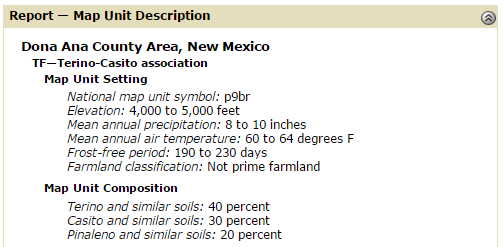 Report — Map Unit Description
Dona Ana County Area, New Mexico
TF—Terino-Casito association
Map Unit Setting
National map unit symbol: p9br
Elevation: 4,000 to 5,000 feet
Mean annual precipitation: 8 to 10 inches
Mean annual air temperature: 60 to 64 degrees F
Frost-free period: 190 to 230 days
Farmland classification: Not prime farmland
Map Unit Composition
Terino and similar soils: 40 percent
Casito and similar soils: 30 percent
Pinaleno and similar soils: 20 percent